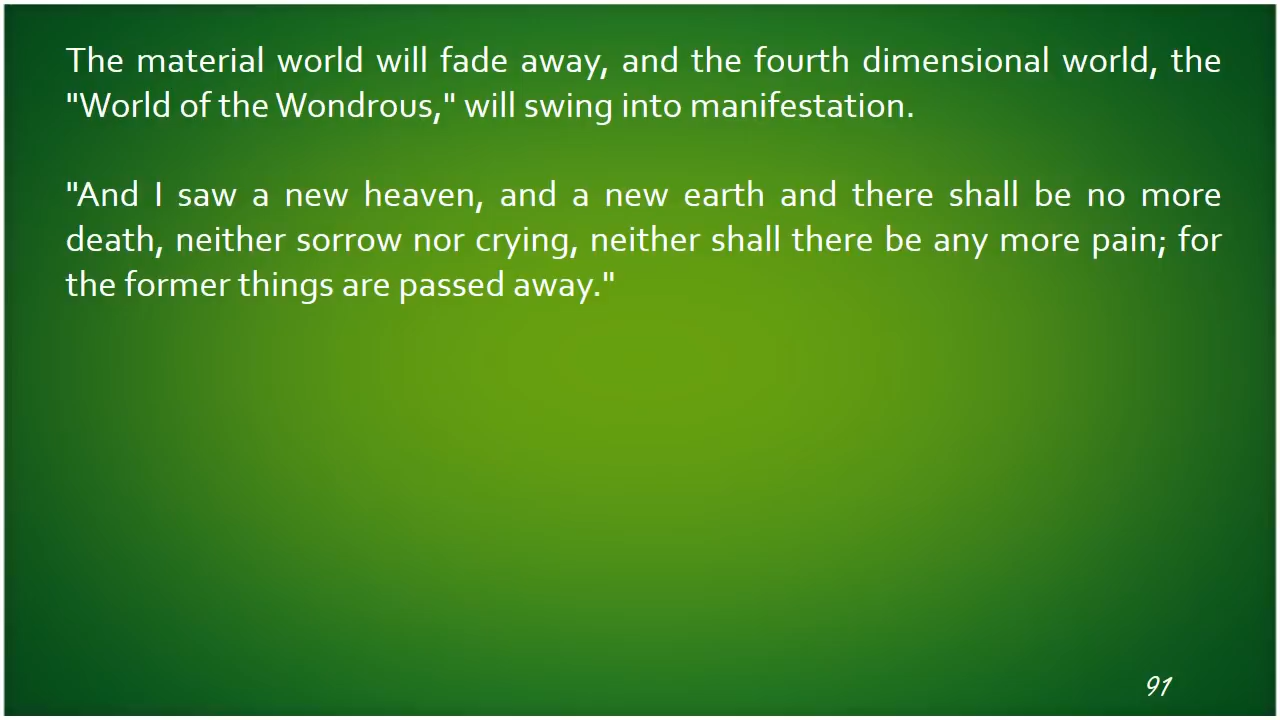 The material world will fade away, and the fourth dimensional world, the
"World of the Wondrous," will swing into manifestation.
"And I saw a new heaven, and a new earth and there shall be no more
death, neither sorrow nor crying, neither shall there be any more pain; for
the former things are passed away."
91